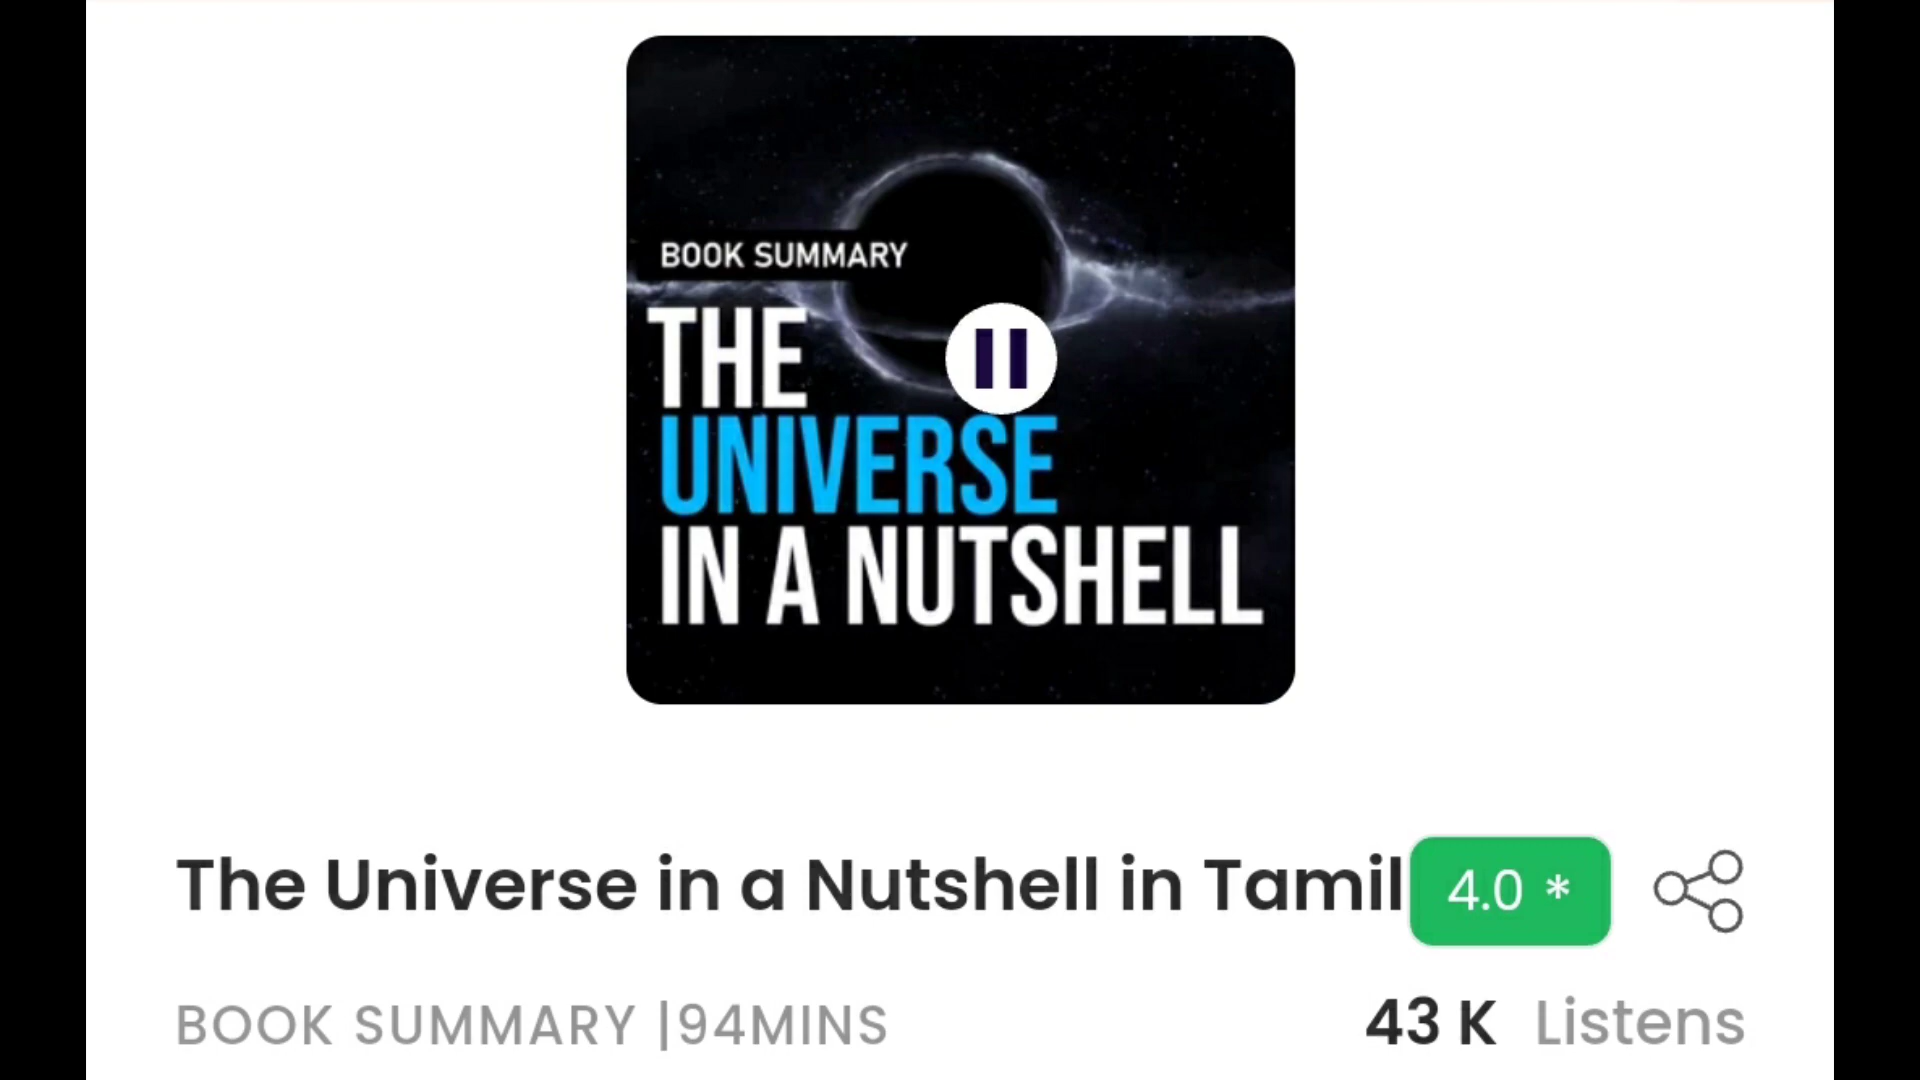 BOOK SUMMARY
THE
UNIVERSE
IN A NUTSHELL
The Universe in a Nutshell in Tamil 4.0 *
BOOK SUMMARY |94MINS 43 K Listens